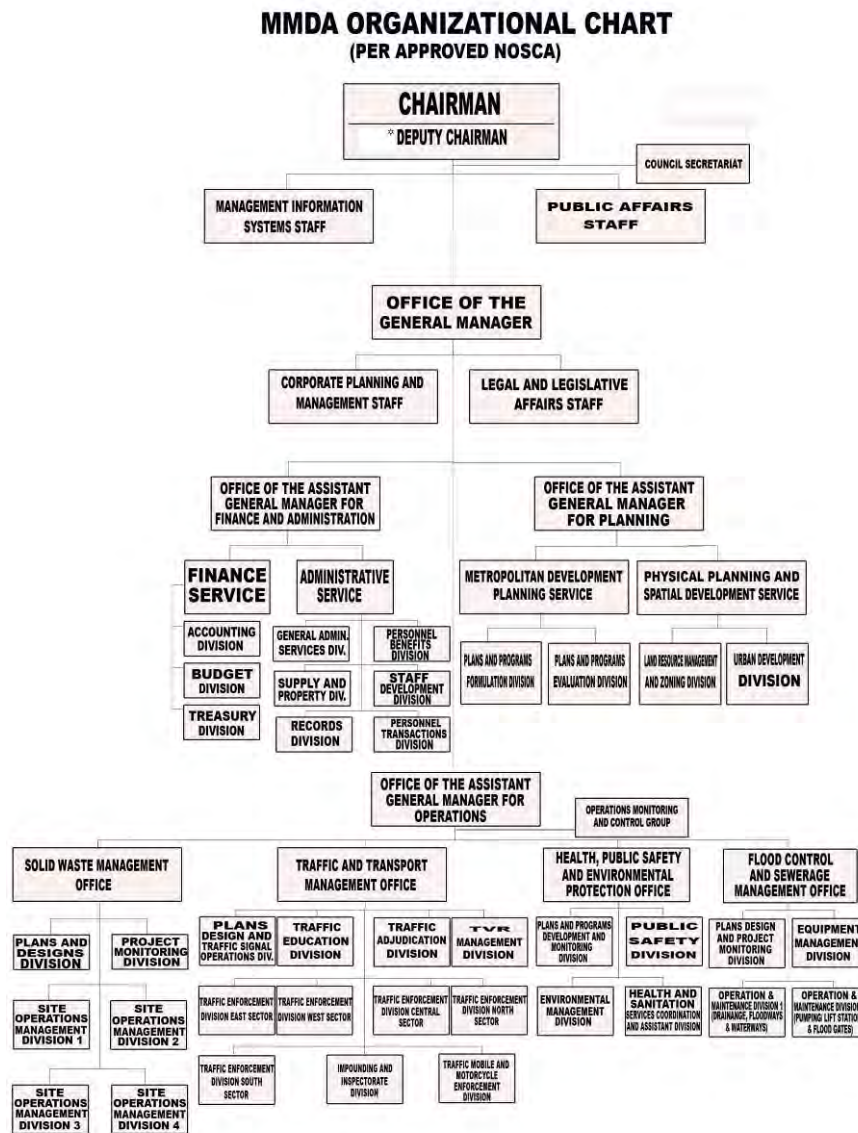 MMDA ORGANIZATIONAL CHART
(PER APPROVED NOSCA)
CHAIRMAN
* DEPUTY CHAIRMAN
COUNCIL SECRETARIAT
MANAGEMENT INFORMATION
SYSTEMS STAFF
PUBLIC AFFAIRS
STAFF
OFFICE OF THE
GENERAL MANAGER
CORPORATE PLANNING AND
MANAGEMENT STAFF
LEGAL AND LEGISLATIVE
AFFAIRS STAFF
OFFICE OF THE ASSISTANT
GENERAL MANAGER FOR
FINANCE AND ADMINISTRATION
OFFICE OF THE ASSISTANT
GENERAL MANAGER
FOR PLANNING
FINANCE
SERVICE
ADMINISTRATIVE
SERVICE
METROPOLITAN DEVELOPMENT
PLANNING SERVICE
PHYSICAL PLANNING AND
SPATIAL DEVELOPMENT SERVICE
ACCOUNTING
DIVISION
GENERAL ADMIN.
SERVICES DIV.
PERSONNEL
BENEFITS
DIVISION
PLANS AND PROGRAMS
FORMULATION DIVISION
PLANS AND PROGRAMS
EVALUATION DIVISION
LAND RESOURCE MANAGEMENT
AND ZONING DIVISION
URBAN DEVELOPMENT
DIVISION
BUDGET
DIVISION
SUPPLY AND
PROPERTY DIV.
STAFF
DEVELOPMENT
DIVISION
TREASURY
DIVISION
RECORDS
DIVISION
PERSONNEL
TRANSACTIONS
DIVISION
OFFICE OF THE ASSISTANT
GENERAL MANAGER FOR
OPERATIONS
OPERATIONS MONITORING
AND CONTROL GROUP
SOLID WASTE MANAGEMENT
OFFICE
TRAFFIC AND TRANSPORT
MANAGEMENT OFFICE
HEALTH, PUBLIC SAFETY
AND ENVIRONMENTAL
PROTECTION OFFICE
FLOOD CONTROL
AND SEWERAGE
MANAGEMENT OFFICE
PLANS AND
DESIGNS
DIVISION
PROJECT
MONITORING
DIVISION
PLANS
DESIGN AND
TRAFFIC SIGNAL
OPERATIONS DIV.
TRAFFIC
EDUCATION
DIVISION
TRAFFIC
ADJUDICATION
DIVISION
TVR
MANAGEMENT
DIVISION
PLANS AND PROGRAMS
DEVELOPMENT AND
MONITORING
DIVISION
PUBLIC
SAFETY
DIVISION
PLANS DESIGN
AND PROJECT
MONITORING
DIVISION
EQUIPMENT
MANAGEMENT
DIVISION
SITE
OPERATIONS
MANAGEMENT
DIVISION 1
SITE
OPERATIONS
MANAGEMENT
DIVISION 2
TRAFFIC ENFORCEMENT
DIVISION EAST SECTOR
TRAFFIC ENFORCEMENT
DIVISION WEST SECTOR
TRAFFIC ENFORCEMENT
DIVISION CENTRAL
SECTOR
TRAFFIC ENFORCEMENT
DIVISION NORTH
SECTOR
ENVIRONMENTAL
MANAGEMENT
DIVISION
HEALTH AND
SANITATION
SERVICES COORDINATION
AND ASSISTANT DIVISION
OPERATION &
MAINTENANCE DIVISION 1
(DRAINAGE, FLOODWAYS
& WATERWAYS)
OPERATION &
MAINTENANCE DIVISION
(PUMPING LIFT STATION
& FLOOD GATES)
SITE
OPERATIONS
MANAGEMENT
DIVISION 3
SITE
OPERATIONS
MANAGEMENT
DIVISION 4
TRAFFIC ENFORCEMENT
DIVISION SOUTH
SECTOR
IMPOUNDING AND
INSPECTORATE
DIVISION
TRAFFIC MOBILE AND
MOTORCYCLE
ENFORCEMENT
DIVISION